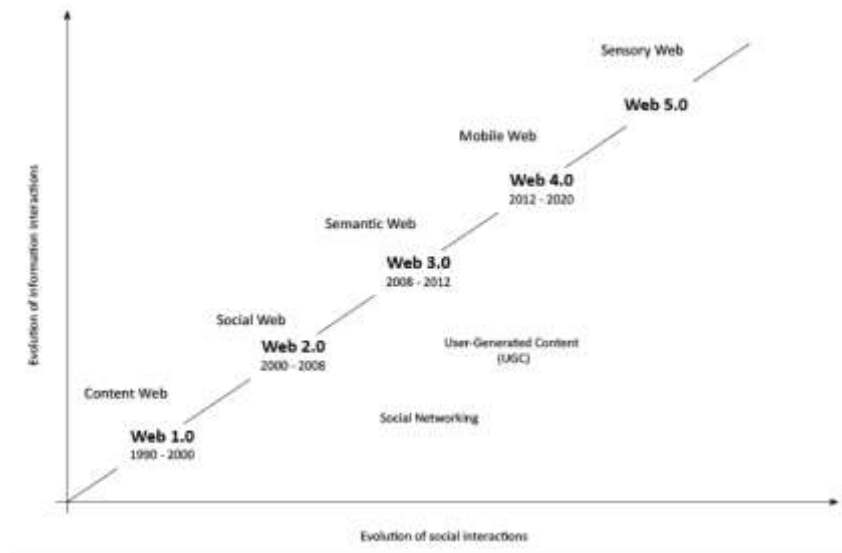 Sensory Web
Web 5.0
Mobile Web
Web 4.0
2012 - 2020
Semantic Web
Web 3.0
2008 - 2012
Social Web
Web 2.0
2000 - 2008
User-Generated Content
(UGC)
Content Web
Social Networking
Web 1.0
1990 - 2000
Evolution of information interactions
Evolution of social interactions